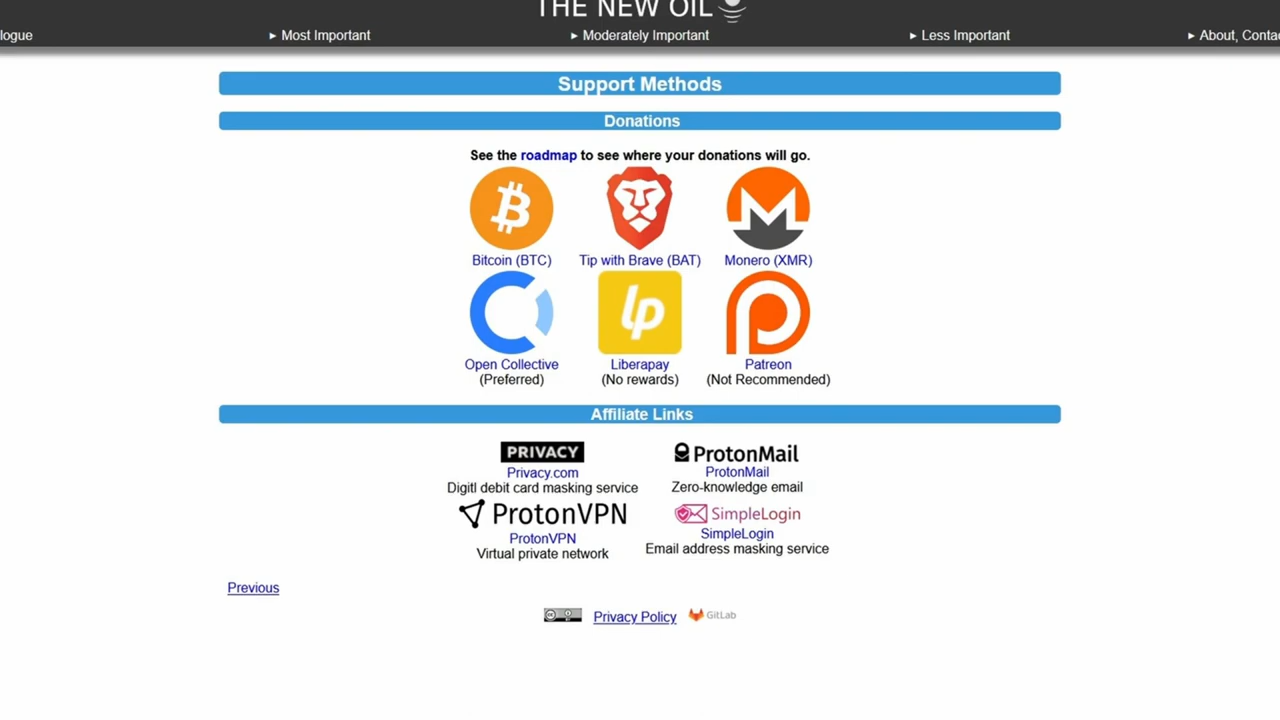 THE NEW OIL
logue ▸ Most Important ▸ Moderately Important ▸ Less Important ▸ About, Conta
Support Methods
Donations
See the roadmap to see where your donations will go.
Bitcoin (BTC) Tip with Brave (BAT) Monero (XMR)
lp
Open Collective Liberapay Patreon
(Preferred) (No rewards) (Not Recommended)
Affiliate Links
PRIVACY ProtonMail
Privacy.com ProtonMail
Digitl debit card masking service Zero-knowledge email
ProtonVPN SimpleLogin
ProtonVPN SimpleLogin
Virtual private network Email address masking service
Previous
cc Privacy Policy GitLab